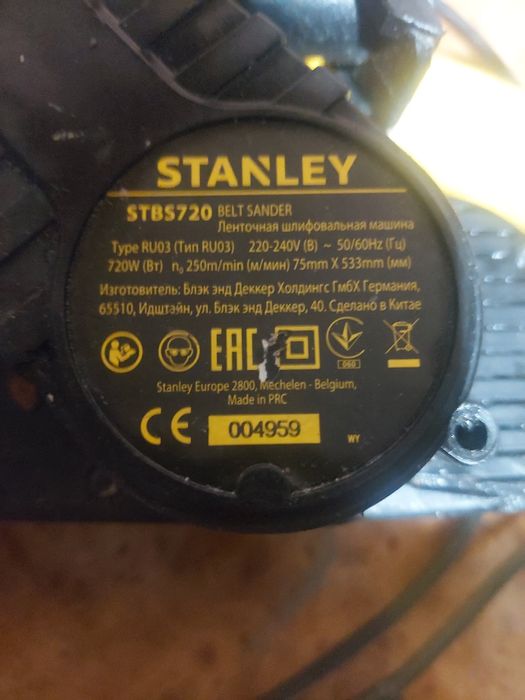 STANLEY
STBS720 BELT SANDER
Ленточная шлифовальная машина
Type RU03 (Тип RU03) 220-240V (В) ~ 50/60Hz (Гц)
720W (Вт) n₀ 250m/min (м/мин) 75mm X 533mm (мм)
Изготовитель: Блэк энд Деккер Холдингс ГмбХ Германия,
65510, Идштайн, ул. Блэк энд Деккер, 40. Сделано в Китае
EAC
060
Stanley Europe 2800, Mechelen - Belgium,
Made in PRC
CE 004959 WY